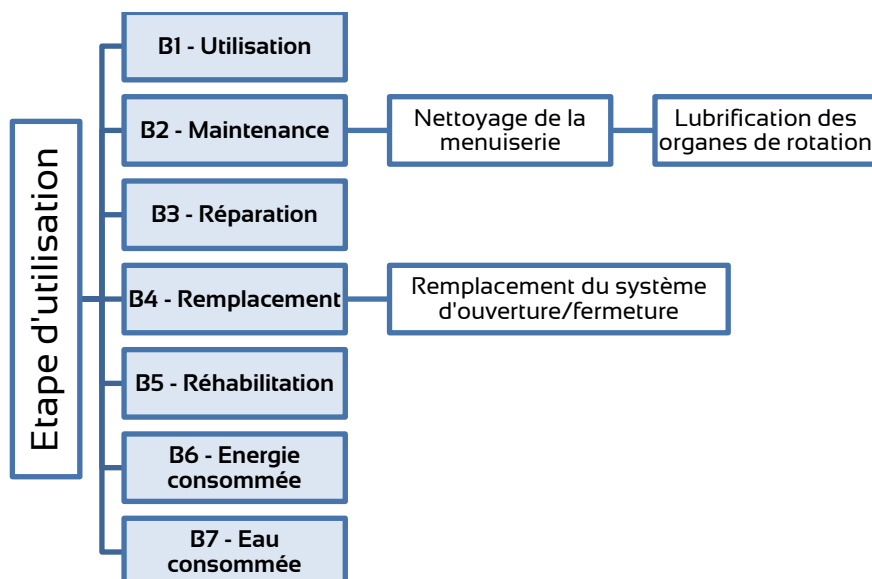 Etape d'utilisation
B1 - Utilisation
B2 - Maintenance
Nettoyage de la
menuiserie
Lubrification des
organes de rotation
B3 - Réparation
B4 - Remplacement
Remplacement du système
d'ouverture/fermeture
B5 - Réhabilitation
B6 - Energie
consommée
B7 - Eau
consommée